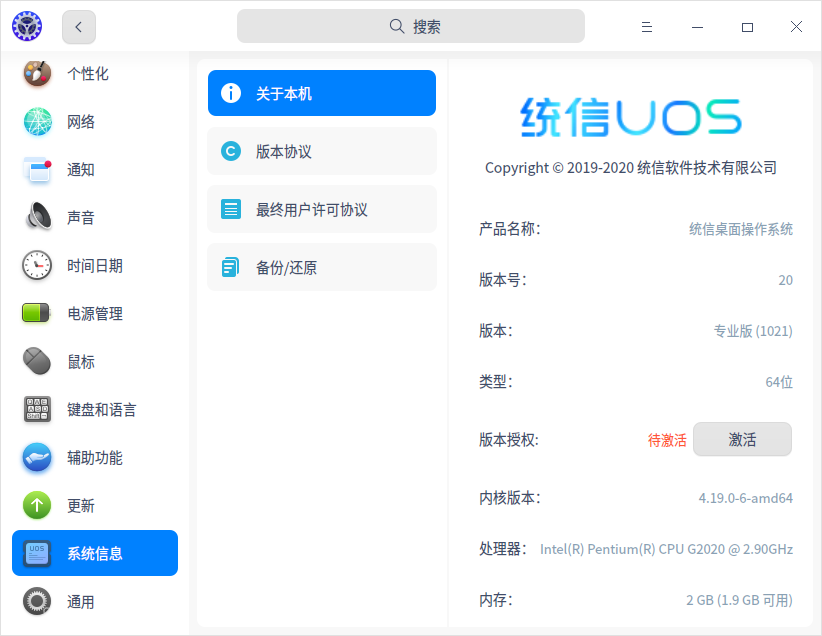 搜索
个性化
网络
通知
声音
时间日期
电源管理
鼠标
键盘和语言
辅助功能
更新
UOS
系统信息
通用
关于本机
版本协议
最终用户许可协议
备份/还原
统信UOS
Copyright © 2019-2020 统信软件技术有限公司
产品名称： 统信桌面操作系统
版本号： 20
版本： 专业版 (1021)
类型： 64位
版本授权: 待激活 激活
内核版本： 4.19.0-6-amd64
处理器： Intel(R) Pentium(R) CPU G2020 @ 2.90GHz
内存： 2 GB (1.9 GB 可用)